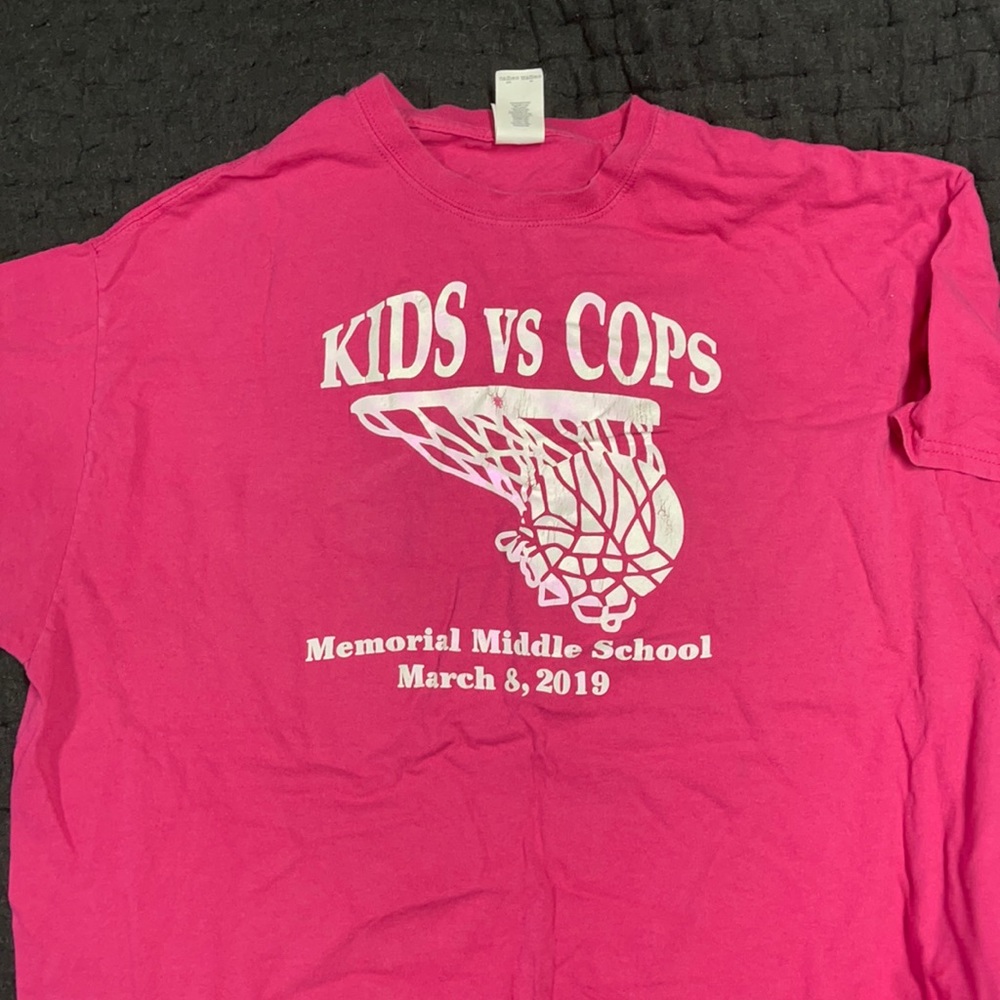 KIDS VS COPS
Memorial Middle School
March 8, 2019